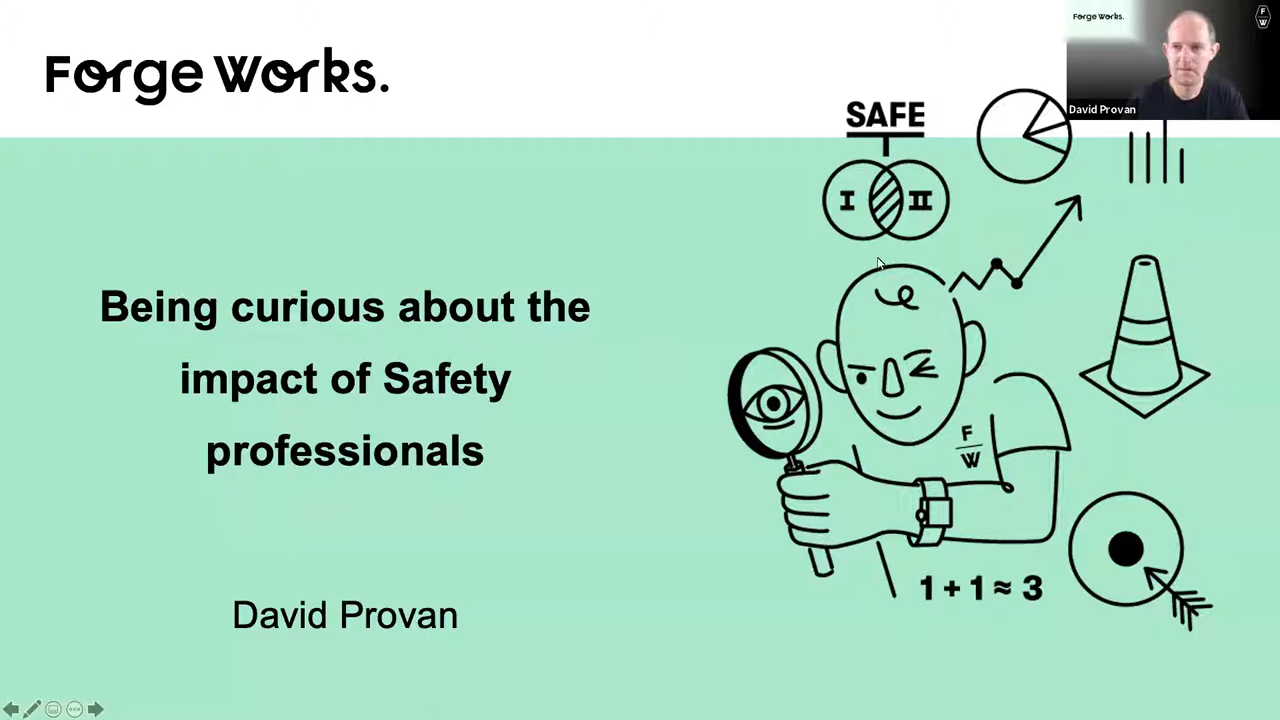 Forge Works.
Forge Works.
F
W
David Provan
SAFE
I II
Being curious about the
impact of Safety
professionals
F
W
1 + 1 ≈ 3
David Provan